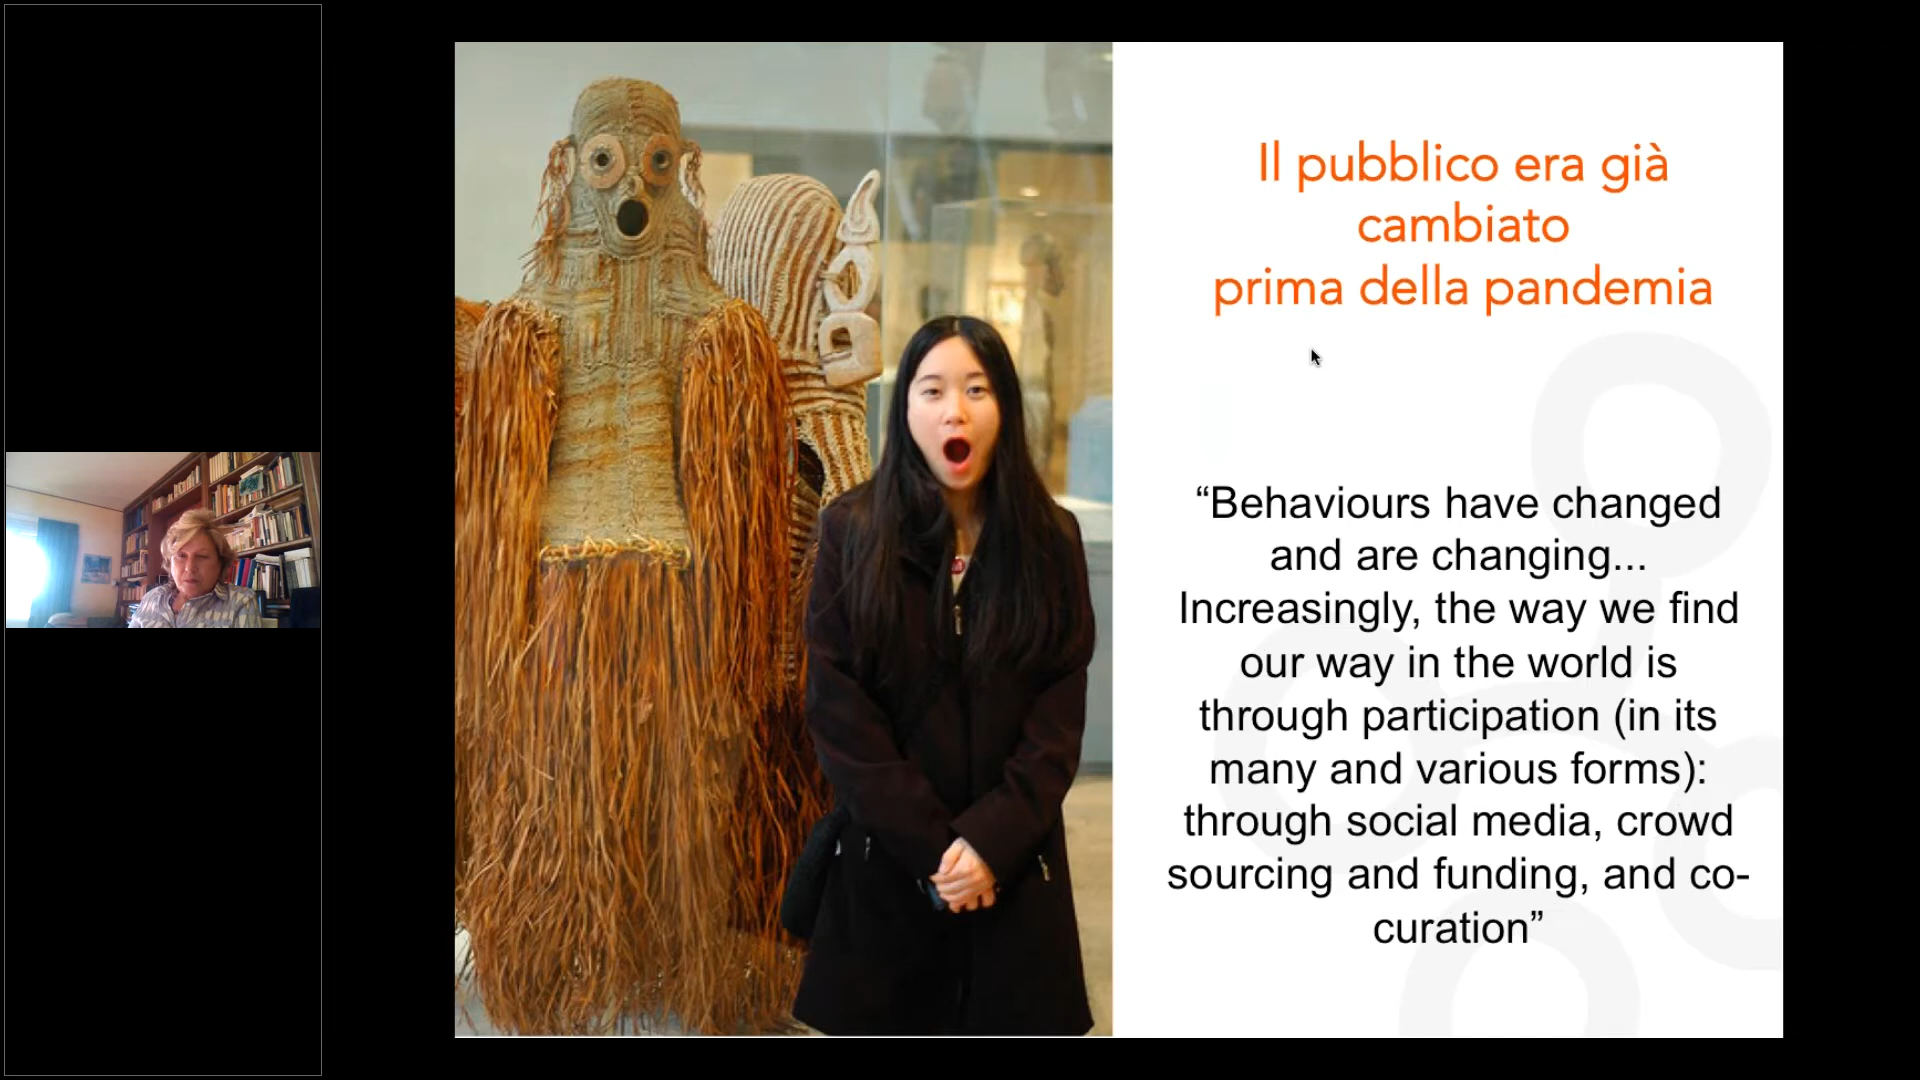 Il pubblico era già
cambiato
prima della pandemia
“Behaviours have changed
and are changing...
Increasingly, the way we find
our way in the world is
through participation (in its
many and various forms):
through social media, crowd
sourcing and funding, and co-
curation”